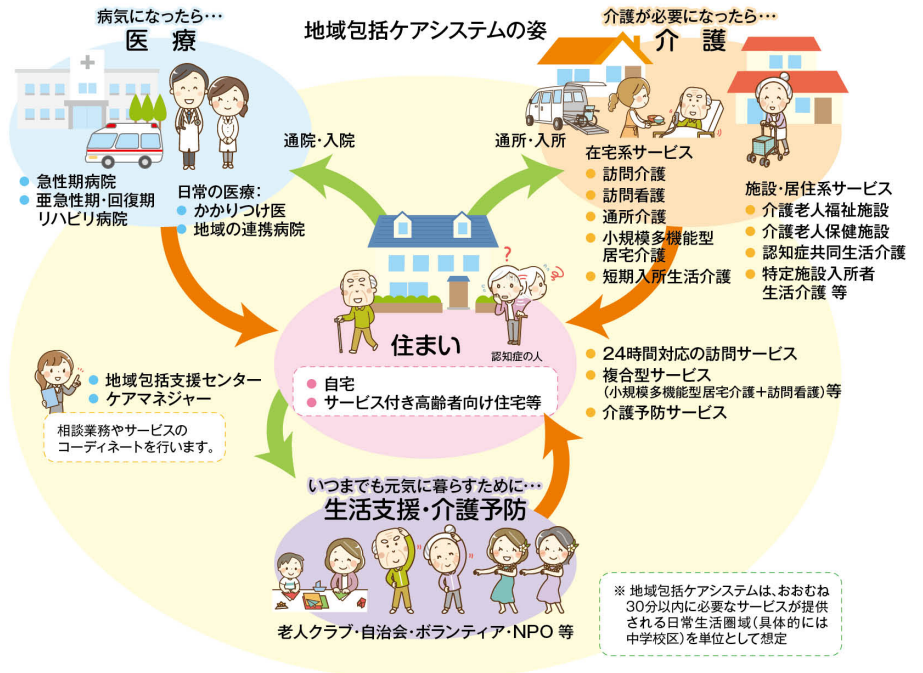 地域包括ケアシステムの姿
病気になったら…
医 療
急性期病院
亜急性期・回復期
リハビリ病院
日常の医療：
かかりつけ医
地域の連携病院
通院・入院
介護が必要になったら…
介 護
通所・入所
在宅系サービス
訪問介護
訪問看護
通所介護
小規模多機能型
居宅介護
短期入所生活介護
施設・居住系サービス
介護老人福祉施設
介護老人保健施設
認知症共同生活介護
特定施設入所者
生活介護 等
24時間対応の訪問サービス
複合型サービス
(小規模多機能型居宅介護＋訪問看護)等
介護予防サービス
?
住まい
認知症の人
自宅
サービス付き高齢者向け住宅等
地域包括支援センター
ケアマネジャー
相談業務やサービスの
コーディネートを行います。
いつまでも元気に暮らすために…
生活支援・介護予防
老人クラブ・自治会・ボランティア・NPO 等
※ 地域包括ケアシステムは、おおむね
30分以内に必要なサービスが提供
される日常生活圏域(具体的には
中学校区)を単位として想定